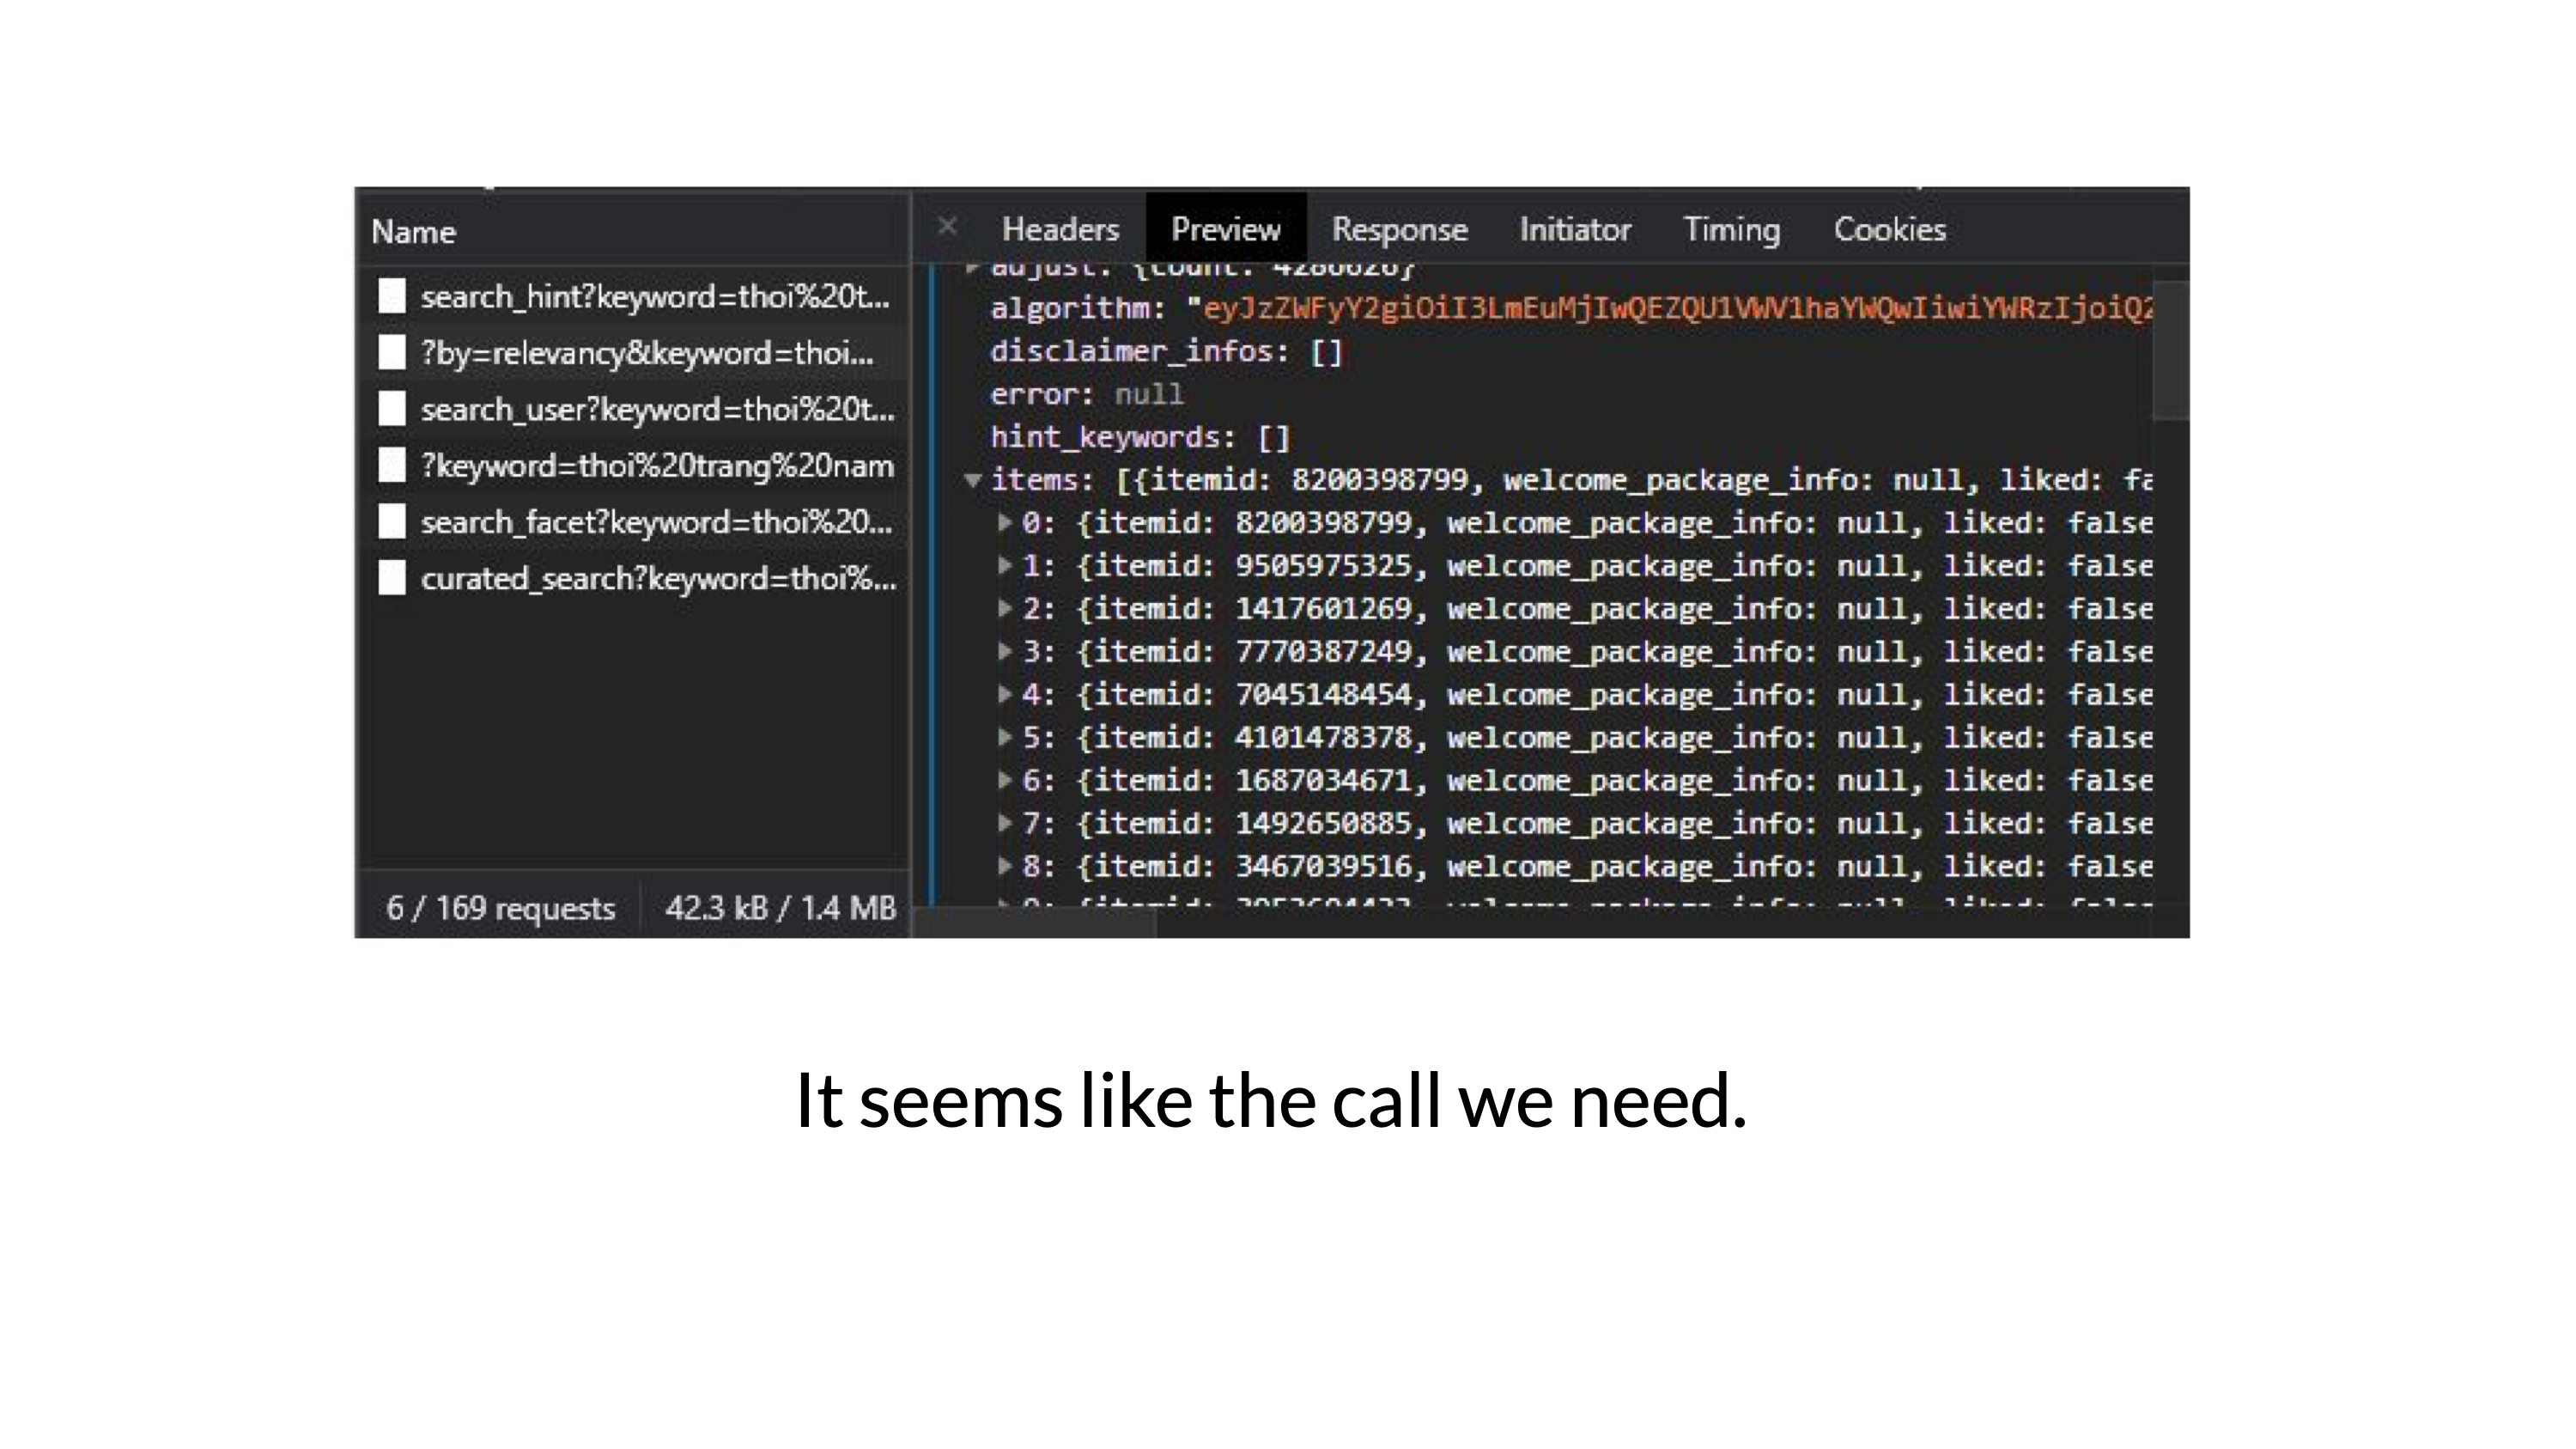 Name
search_hint?keyword=thoi%20t...
?by=relevancy&keyword=thoi...
search_user?keyword=thoi%20t...
?keyword=thoi%20trang%20nam
search_facet?keyword=thoi%20...
curated_search?keyword=thoi%...
6 / 169 requests
42.3 kB / 1.4 MB
× Headers Preview Response Initiator Timing Cookies
adjust: {count: 4280626}
algorithm: "eyJzZWFyY2giOiI3LmEuMjIwQEZQU1VWV1haYWQwIiwiYWRzIjoiQ2
disclaimer_infos: []
error: null
hint_keywords: []
items: [{itemid: 8200398799, welcome_package_info: null, liked: fa
0: {itemid: 8200398799, welcome_package_info: null, liked: false
1: {itemid: 9505975325, welcome_package_info: null, liked: false
2: {itemid: 1417601269, welcome_package_info: null, liked: false
3: {itemid: 7770387249, welcome_package_info: null, liked: false
4: {itemid: 7045148454, welcome_package_info: null, liked: false
5: {itemid: 4101478378, welcome_package_info: null, liked: false
6: {itemid: 1687034671, welcome_package_info: null, liked: false
7: {itemid: 1492650885, welcome_package_info: null, liked: false
8: {itemid: 3467039516, welcome_package_info: null, liked: false
It seems like the call we need.